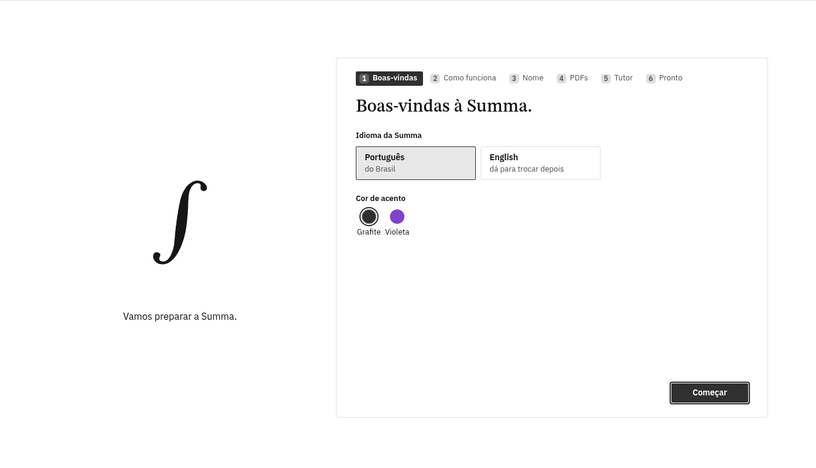 1 Boas-vindas 2 Como funciona 3 Nome 4 PDFs 5 Tutor 6 Pronto
Boas-vindas à Summa.
Idioma da Summa
Português English
do Brasil dá para trocar depois
Cor de acento
Grafite Violeta
∫
Vamos preparar a Summa.
Começar